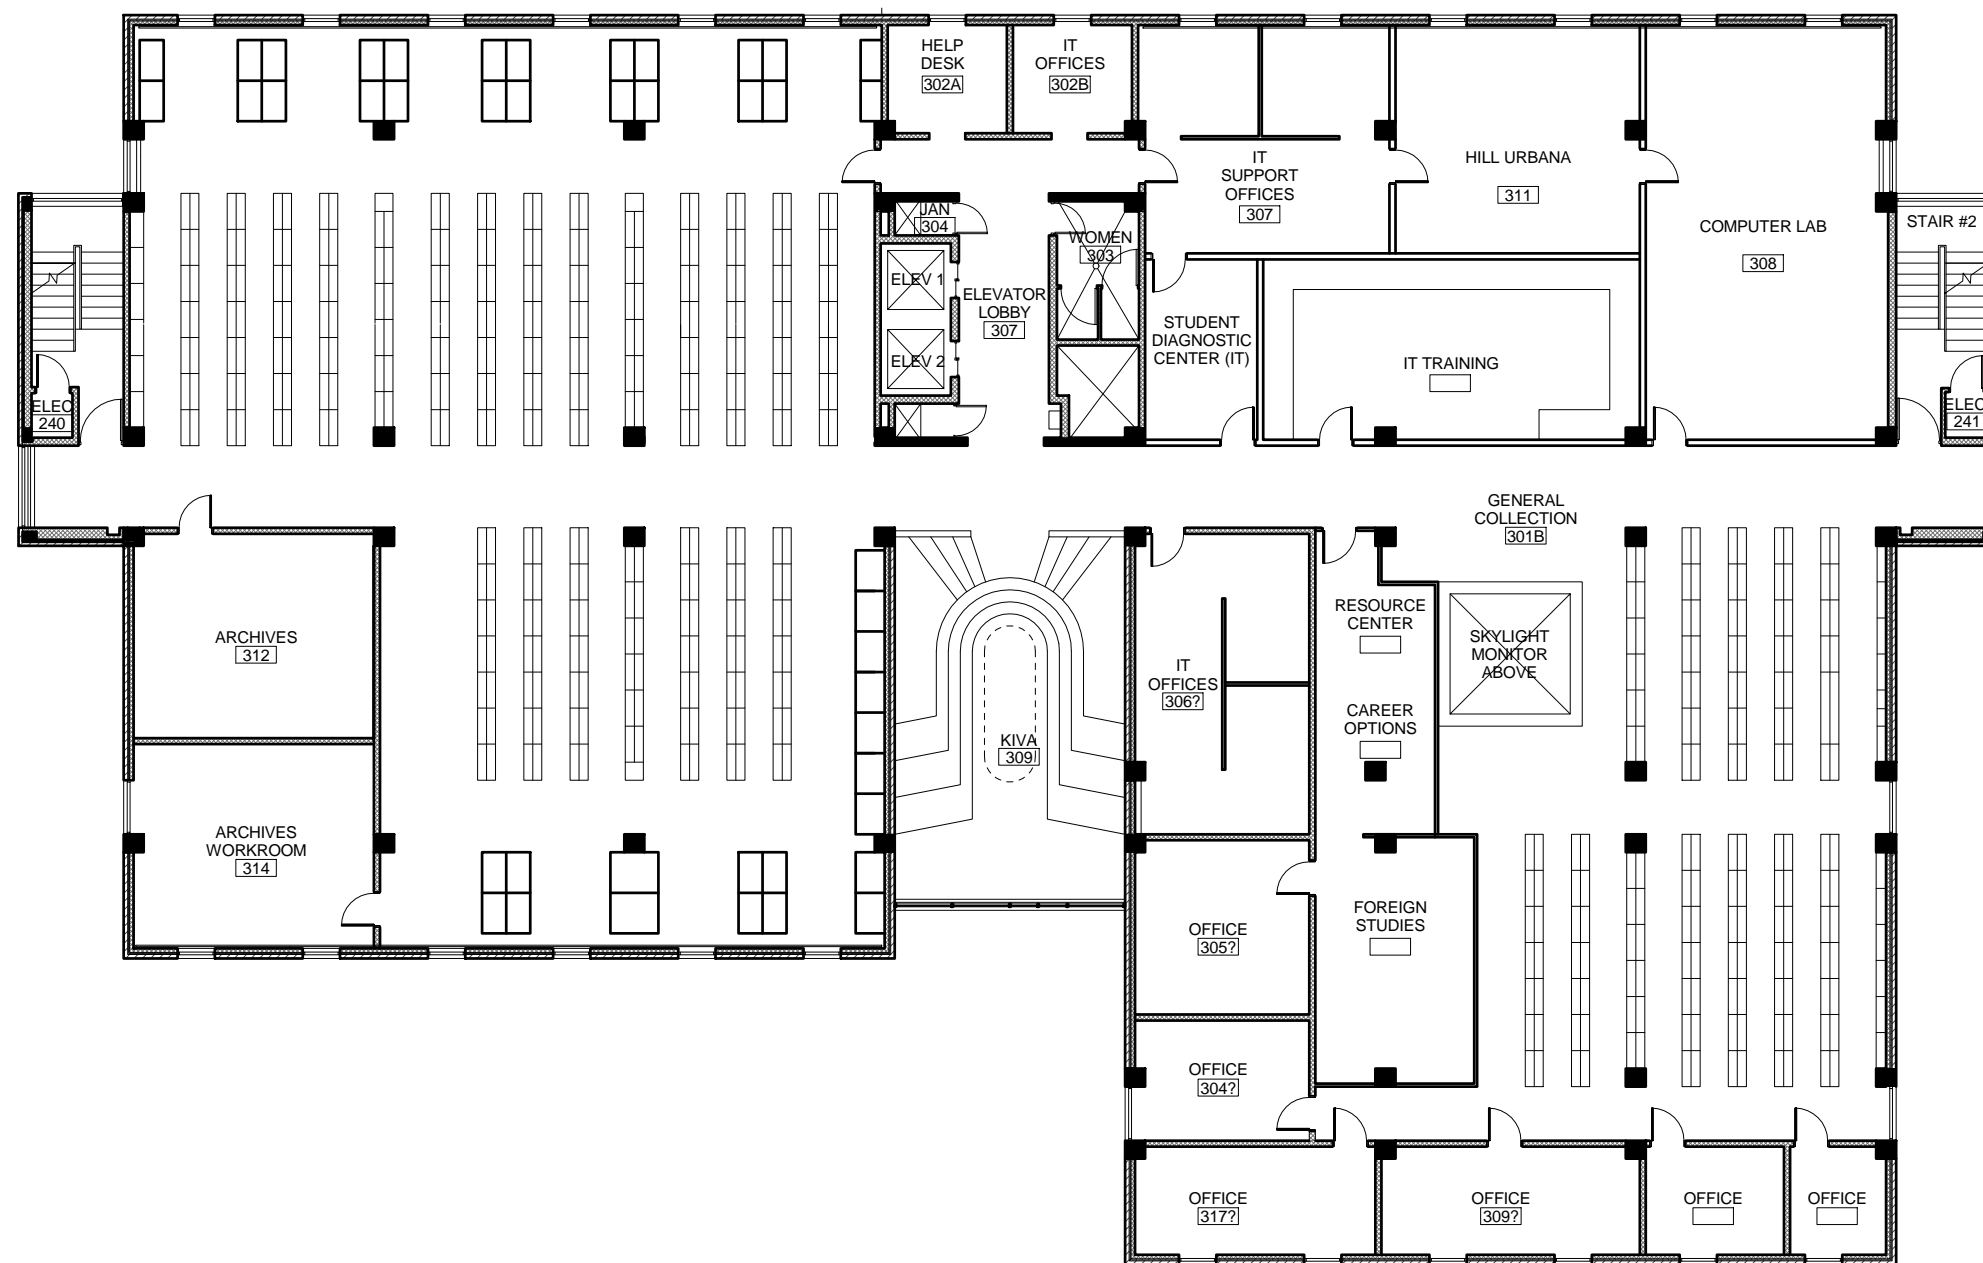 HELP
DESK
302A
IT
OFFICES
302B
IT
SUPPORT
OFFICES
307
HILL URBANA
311
COMPUTER LAB
308
STAIR #2
JAN
304
WOMEN
303
ELEV 1
ELEV 2
ELEVATOR
LOBBY
307
STUDENT
DIAGNOSTIC
CENTER (IT)
IT TRAINING
ELEC
240
ELEC
241
GENERAL
COLLECTION
301B
ARCHIVES
312
ARCHIVES
WORKROOM
314
KIVA
309
IT
OFFICES
306?
RESOURCE
CENTER
CAREER
OPTIONS
SKYLIGHT
MONITOR
ABOVE
OFFICE
305?
FOREIGN
STUDIES
OFFICE
304?
OFFICE
317?
OFFICE
309?
OFFICE
OFFICE